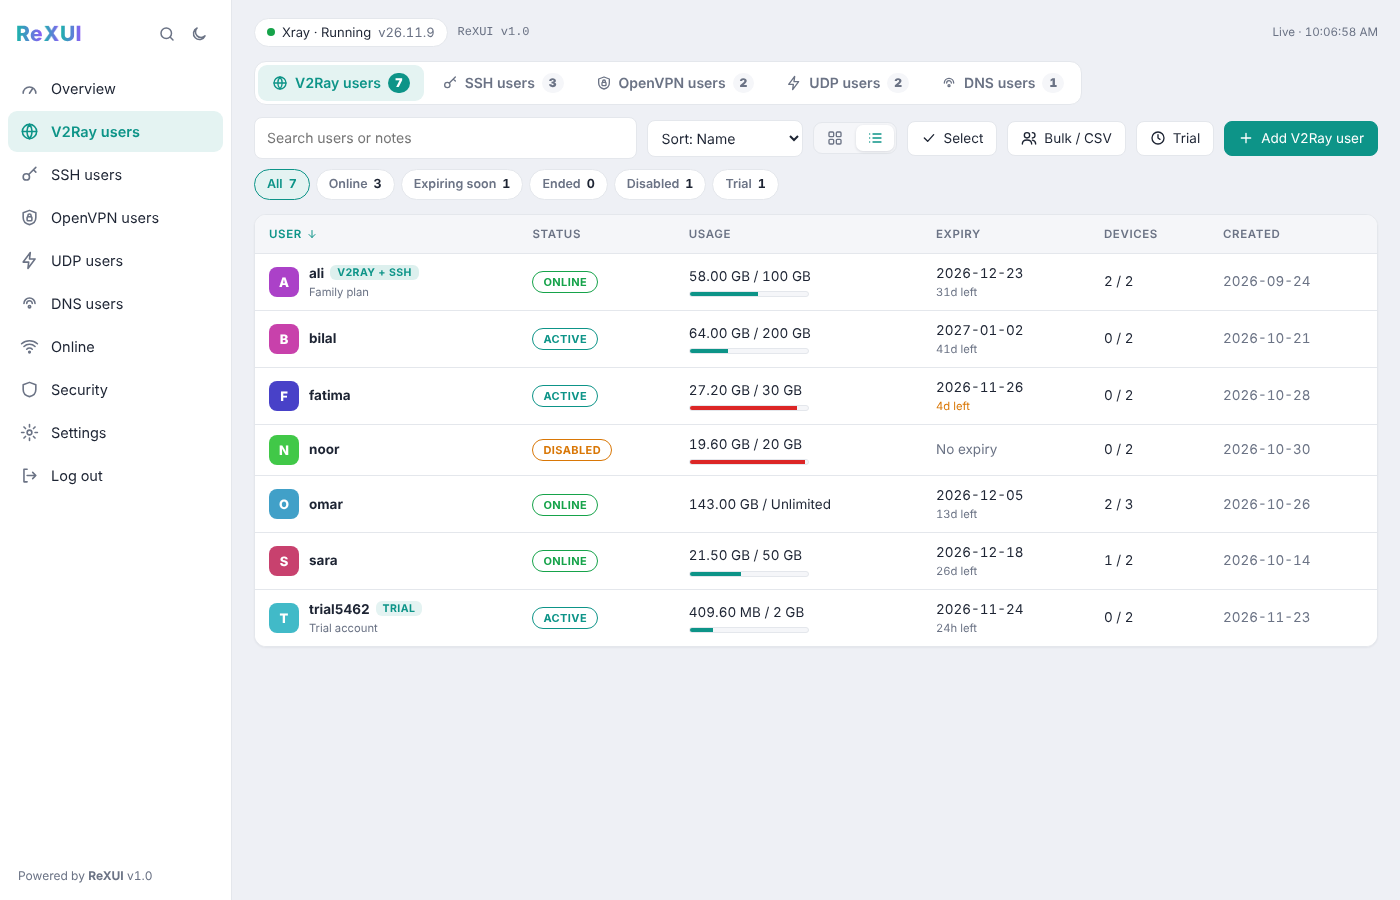 ReXUI
Xray · Running v26.11.9 ReXUI v1.0 Live · 10:06:58 AM
Overview
V2Ray users
SSH users
OpenVPN users
UDP users
DNS users
Online
Security
Settings
Log out
Powered by ReXUI v1.0
V2Ray users 7 SSH users 3 OpenVPN users 2 UDP users 2 DNS users 1
Search users or notes Sort: Name Select Bulk / CSV Trial + Add V2Ray user
All 7 Online 3 Expiring soon 1 Ended 0 Disabled 1 Trial 1
USER ↓ STATUS USAGE EXPIRY DEVICES CREATED
A ali V2RAY + SSH ONLINE 58.00 GB / 100 GB 2026-12-23 2 / 2 2026-09-24
Family plan 31d left
B bilal ACTIVE 64.00 GB / 200 GB 2027-01-02 0 / 2 2026-10-21
41d left
F fatima ACTIVE 27.20 GB / 30 GB 2026-11-26 0 / 2 2026-10-28
4d left
N noor DISABLED 19.60 GB / 20 GB No expiry 0 / 2 2026-10-30
O omar ONLINE 143.00 GB / Unlimited 2026-12-05 2 / 3 2026-10-26
13d left
S sara ONLINE 21.50 GB / 50 GB 2026-12-18 1 / 2 2026-10-14
26d left
T trial5462 TRIAL ACTIVE 409.60 MB / 2 GB 2026-11-24 0 / 2 2026-11-23
Trial account 24h left